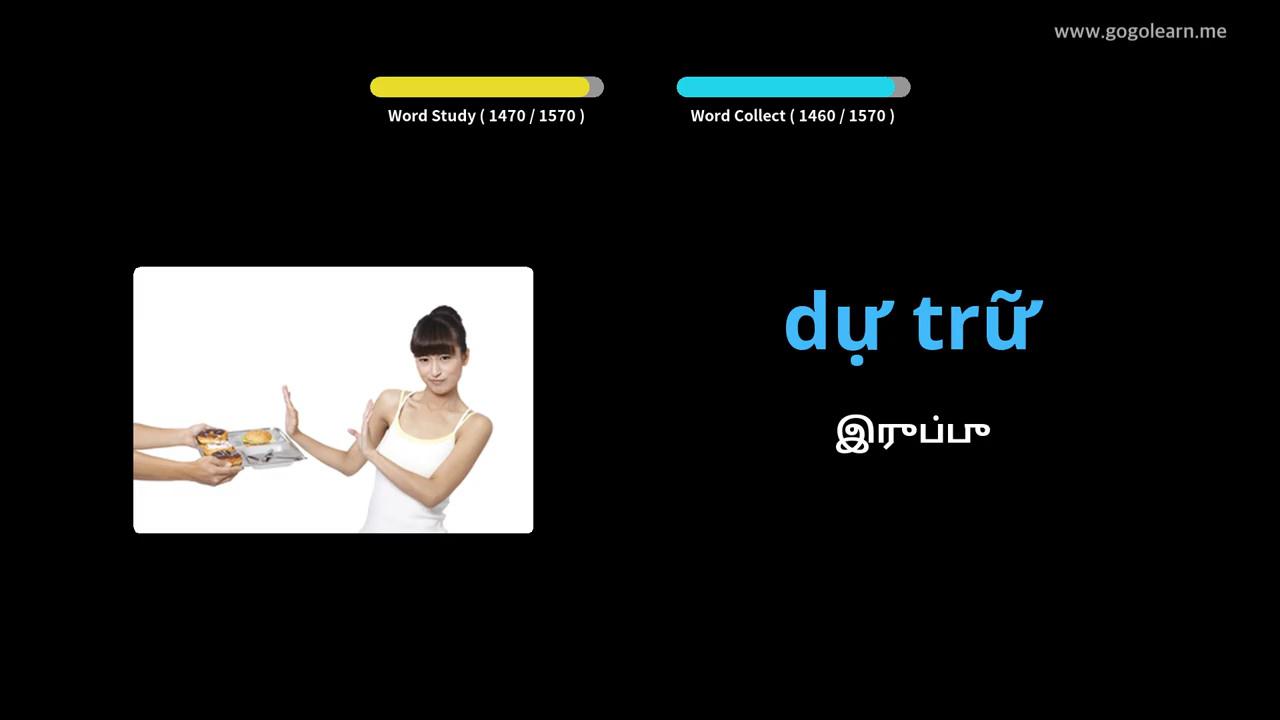 www.gogolearn.me
Word Study ( 1470 / 1570 )
Word Collect ( 1460 / 1570 )
dự trữ
இருப்பு